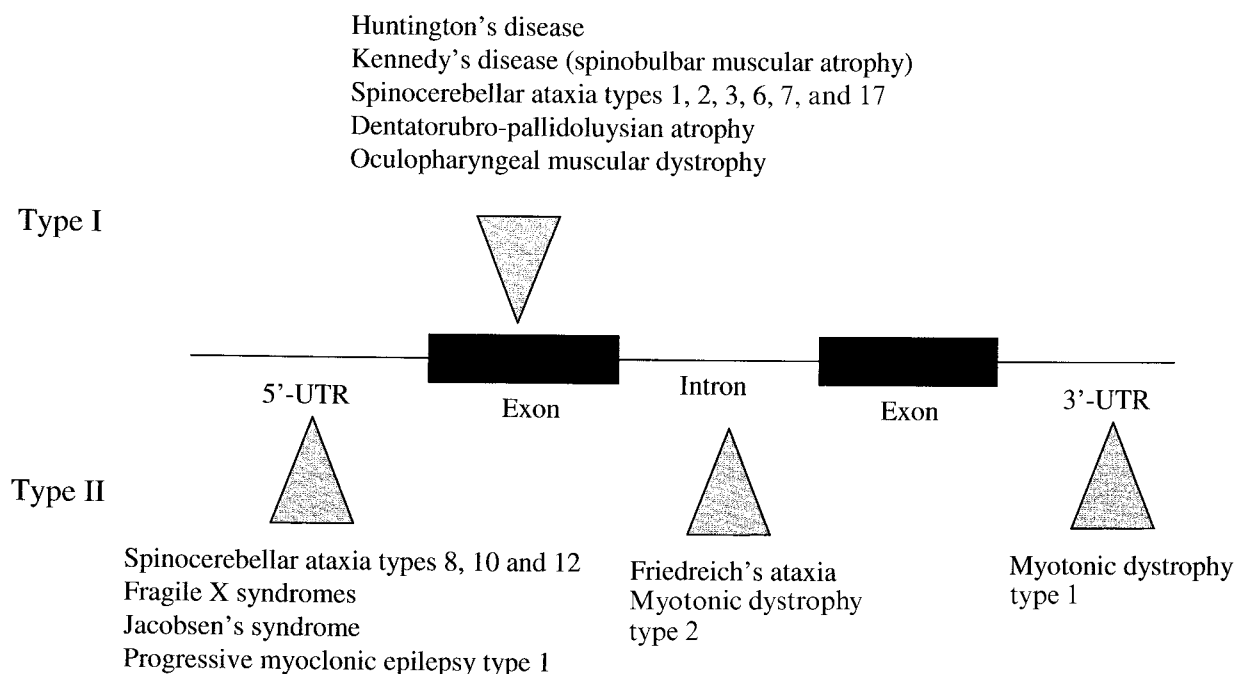 Huntington's disease
Kennedy's disease (spinobulbar muscular atrophy)
Spinocerebellar ataxia types 1, 2, 3, 6, 7, and 17
Dentatorubro-pallidoluysian atrophy
Oculopharyngeal muscular dystrophy
Type I
5'-UTR
Exon
Intron
Exon
3'-UTR
Type II
Spinocerebellar ataxia types 8, 10 and 12
Fragile X syndromes
Jacobsen's syndrome
Progressive myoclonic epilepsy type 1
Friedreich's ataxia
Myotonic dystrophy
type 2
Myotonic dystrophy
type 1